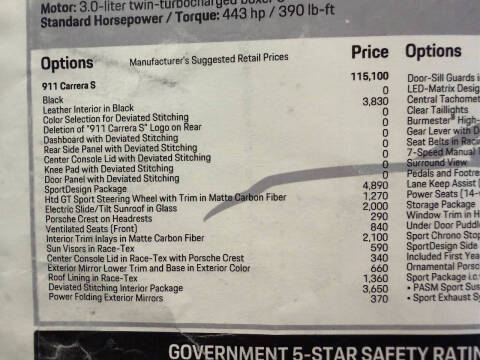 Motor: 3.0-liter twin-turbocharged boxer
Standard Horsepower / Torque: 443 hp / 390 lb-ft
Options Manufacturer's Suggested Retail Prices Price
911 Carrera S 115,100
Black 0
Leather Interior in Black 3,830
Color Selection for Deviated Stitching 0
Deletion of "911 Carrera S" Logo on Rear 0
Dashboard with Deviated Stitching 0
Rear Side Panel with Deviated Stitching 0
Center Console Lid with Deviated Stitching 0
Knee Pad with Deviated Stitching 0
Door Panel with Deviated Stitching 0
SportDesign Package 4,890
Htd GT Sport Steering Wheel with Trim in Matte Carbon Fiber 1,270
Electric Slide/Tilt Sunroof in Glass 2,000
Porsche Crest on Headrests 290
Ventilated Seats (Front) 840
Interior Trim Inlays in Matte Carbon Fiber 2,100
Sun Visors in Race-Tex 590
Center Console Lid in Race-Tex with Porsche Crest 340
Exterior Mirror Lower Trim and Base in Exterior Color 660
Roof Lining in Race-Tex 1,360
Deviated Stitching Interior Package 3,650
Power Folding Exterior Mirrors 370
Options
Door-Sill Guards i
LED-Matrix Desig
Central Tachomet
Clear Taillights
Burmester® High-
Gear Lever with D
Seat Belts in Racin
7-Speed Manual
Surround View
Pedals and Footre
Lane Keep Assist (
Power Seats (14-
Storage Package
Window Trim in H
Under Door Puddl
Sport Chrono Stop
SportDesign Side
Included First Year
Ornamental Porsc
Sport Package i.c.
• PASM Sport Sus
• Sport Exhaust Sy
GOVERNMENT 5-STAR SAFETY RATIN